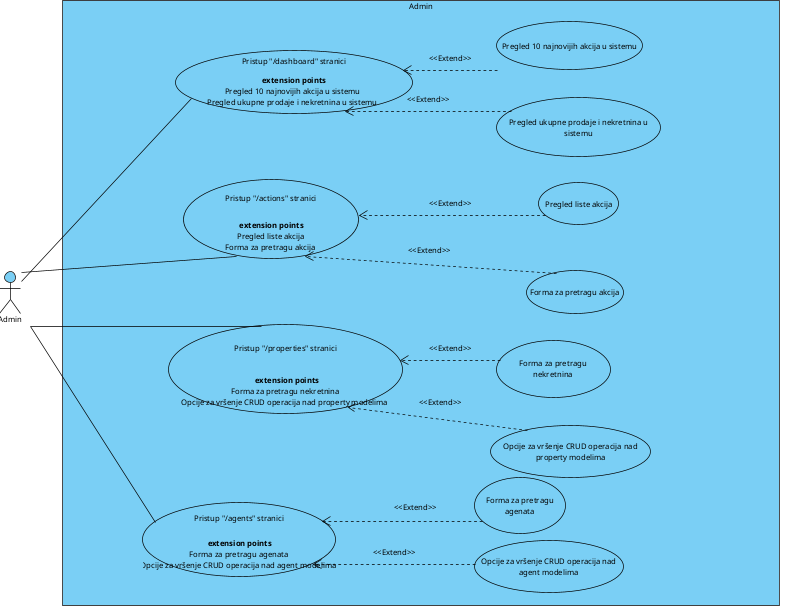 Admin
Pristup "/dashboard" stranici
extension points
Pregled 10 najnovijih akcija u sistemu
Pregled ukupne prodaje i nekretnina u sistemu
<<Extend>>
Pregled 10 najnovijih akcija u sistemu
<<Extend>>
Pregled ukupne prodaje i nekretnina u
sistemu
Pristup "/actions" stranici
extension points
Pregled liste akcija
Forma za pretragu akcija
<<Extend>>
Pregled liste akcija
<<Extend>>
Forma za pretragu akcija
Admin
Pristup "/properties" stranici
extension points
Forma za pretragu nekretnina
Opcije za vršenje CRUD operacija nad property modelima
<<Extend>>
Forma za pretragu
nekretnina
<<Extend>>
Opcije za vršenje CRUD operacija nad
property modelima
Pristup "/agents" stranici
extension points
Forma za pretragu agenata
Opcije za vršenje CRUD operacija nad agent modelima
<<Extend>>
Forma za pretragu
agenata
<<Extend>>
Opcije za vršenje CRUD operacija nad
agent modelima